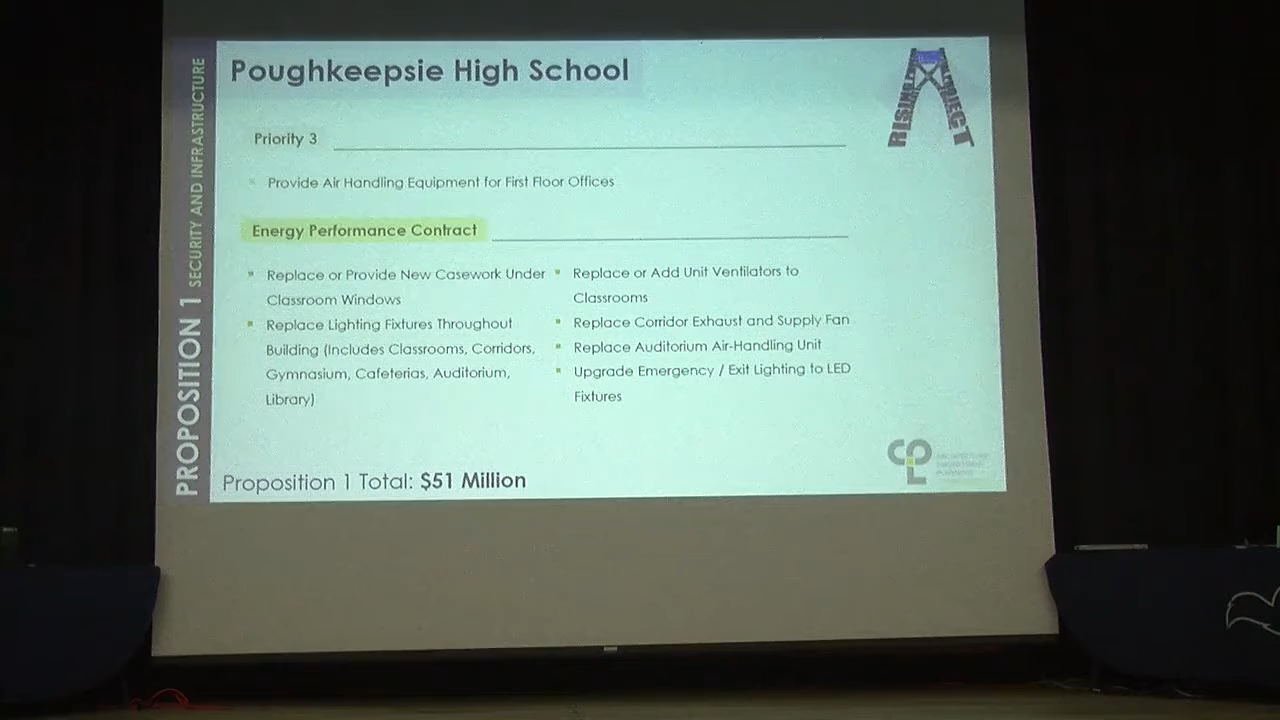 Poughkeepsie High School
PROPOSITION 1 SECURITY AND INFRASTRUCTURE
RISING PROJECT
Priority 3
Provide Air Handling Equipment for First Floor Offices
Energy Performance Contract
Replace or Provide New Casework Under
Classroom Windows
Replace Lighting Fixtures Throughout
Building (Includes Classrooms, Corridors,
Gymnasium, Cafeterias, Auditorium,
Library)
Replace or Add Unit Ventilators to
Classrooms
Replace Corridor Exhaust and Supply Fan
Replace Auditorium Air-Handling Unit
Upgrade Emergency / Exit Lighting to LED
Fixtures
CPL
Proposition 1 Total: $51 Million